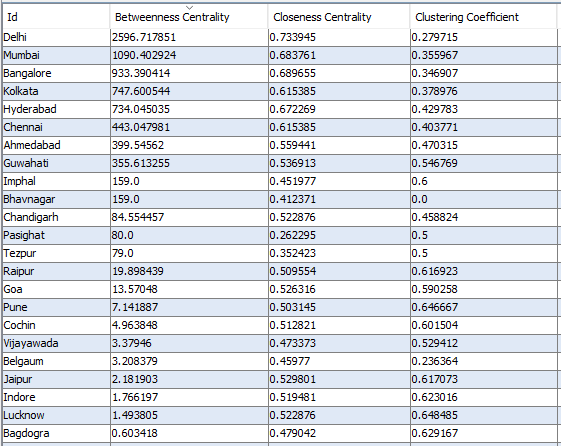 Id Betweenness Centrality Closeness Centrality Clustering Coefficient
Delhi 2596.717851 0.733945 0.279715
Mumbai 1090.402924 0.683761 0.355967
Bangalore 933.390414 0.689655 0.346907
Kolkata 747.600544 0.615385 0.378976
Hyderabad 734.045035 0.672269 0.429783
Chennai 443.047981 0.615385 0.403771
Ahmedabad 399.54562 0.559441 0.470315
Guwahati 355.613255 0.536913 0.546769
Imphal 159.0 0.451977 0.6
Bhavnagar 159.0 0.412371 0.0
Chandigarh 84.554457 0.522876 0.458824
Pasighat 80.0 0.262295 0.5
Tezpur 79.0 0.352423 0.5
Raipur 19.898439 0.509554 0.616923
Goa 13.57048 0.526316 0.590258
Pune 7.141887 0.503145 0.646667
Cochin 4.963848 0.512821 0.601504
Vijayawada 3.37946 0.473373 0.529412
Belgaum 3.208379 0.45977 0.236364
Jaipur 2.181903 0.529801 0.617073
Indore 1.766197 0.519481 0.623016
Lucknow 1.493805 0.522876 0.648485
Bagdogra 0.603418 0.479042 0.629167